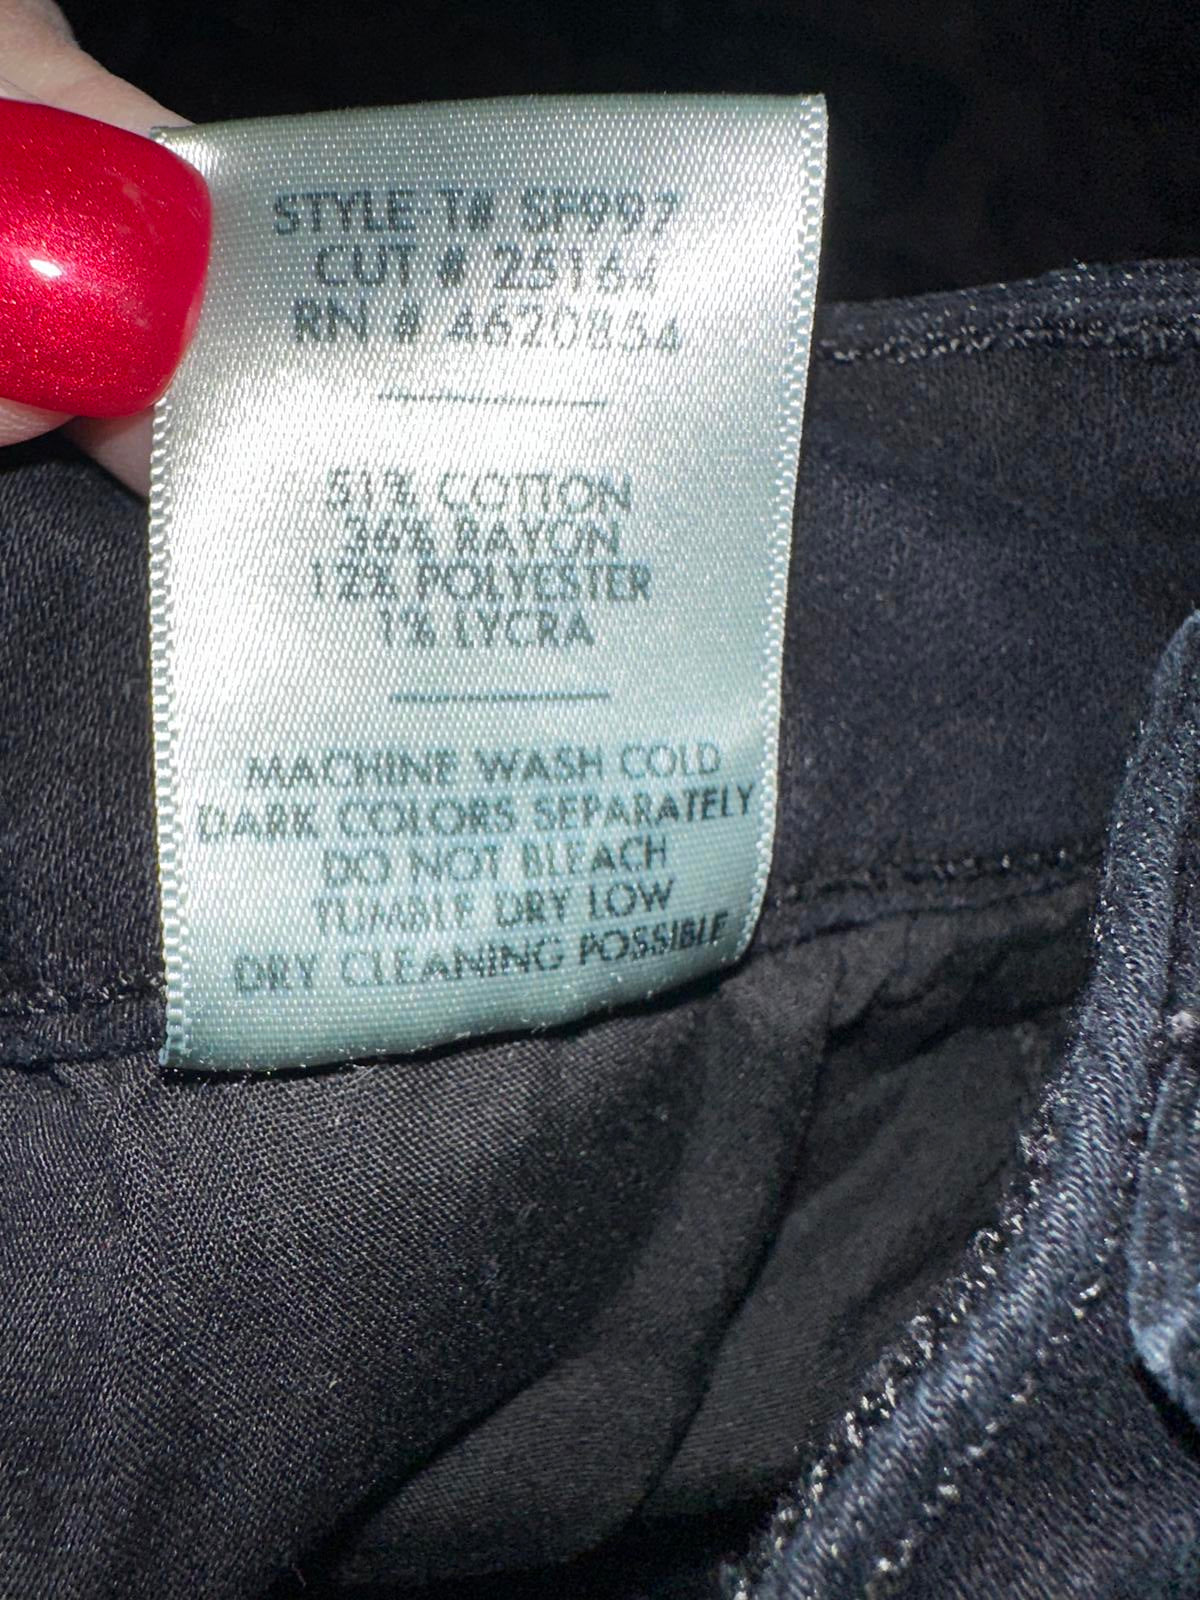 STYLE-T# SF997
CUT # 25164
RN # A620854
51% COTTON
36% RAYON
12% POLYESTER
1% LYCRA
MACHINE WASH COLD
DARK COLORS SEPARATELY
DO NOT BLEACH
TUMBLE DRY LOW
DRY CLEANING POSSIBLE